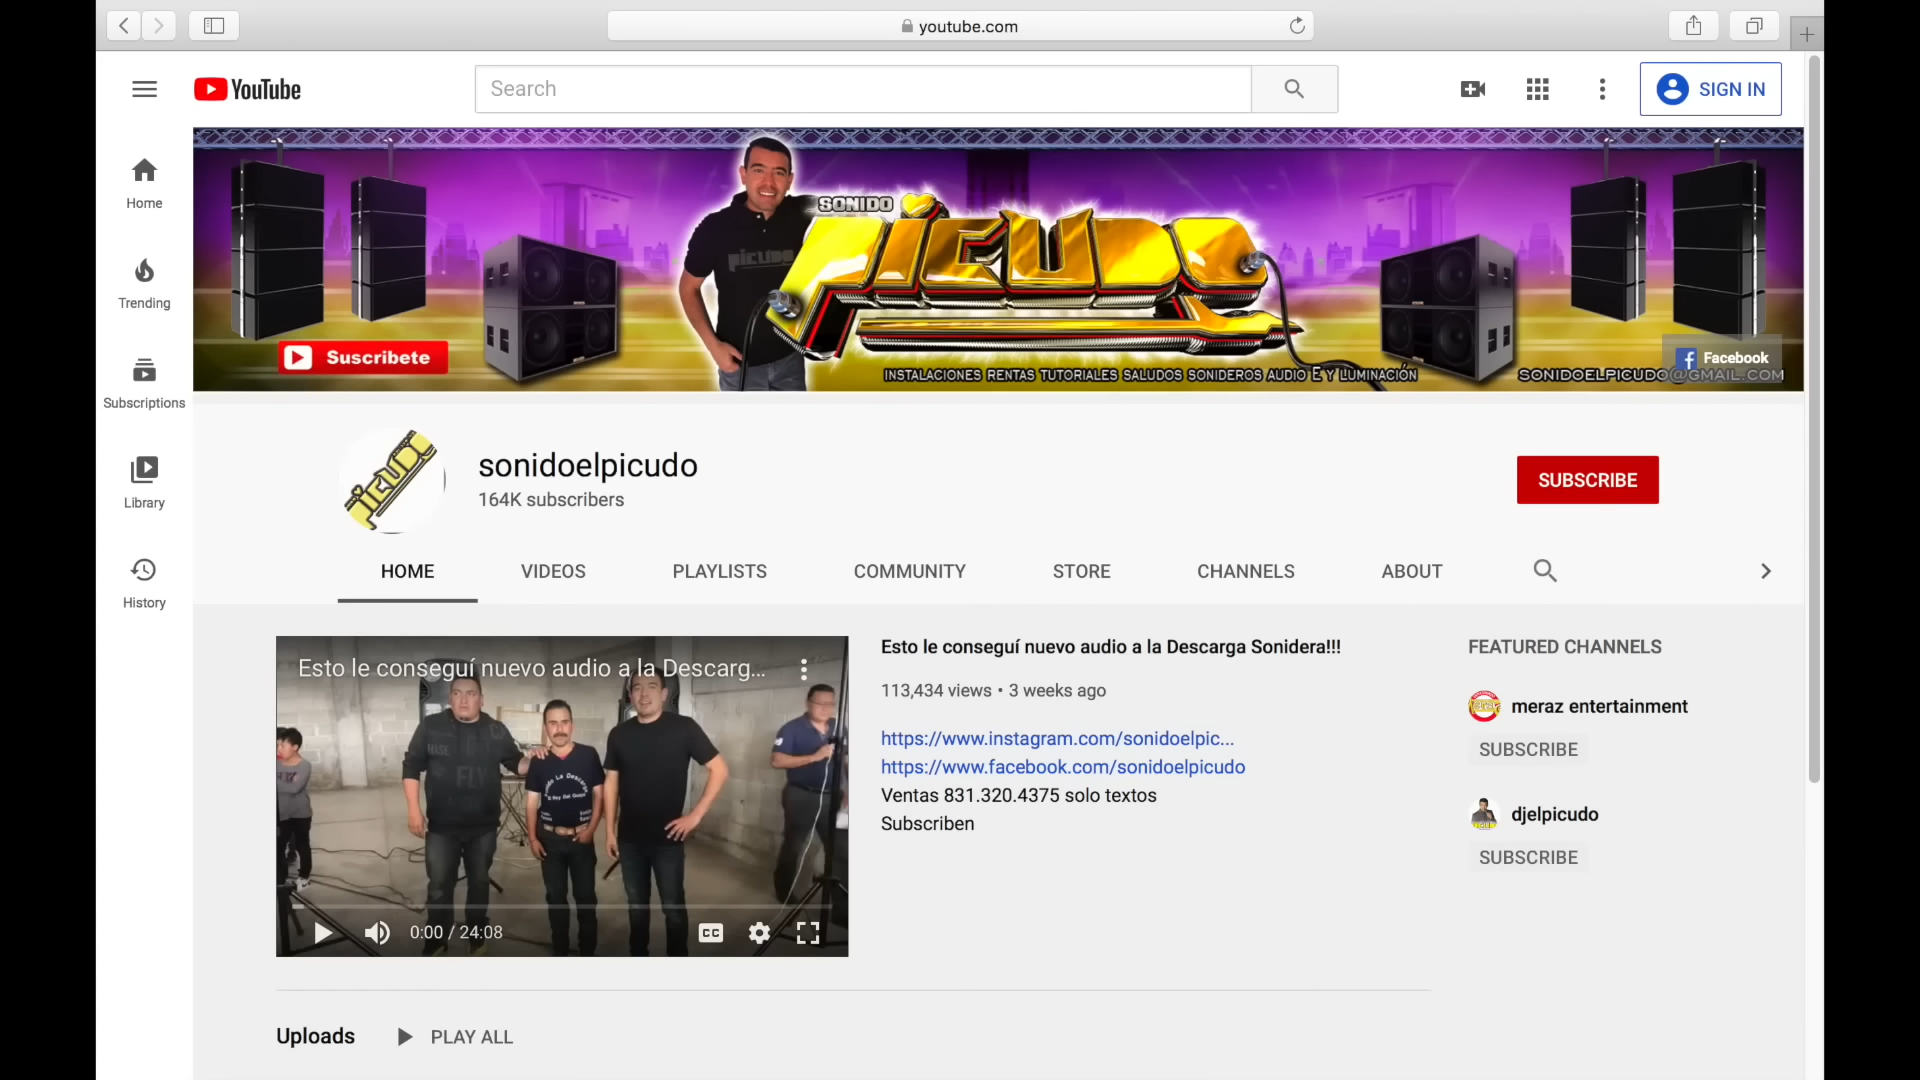 youtube.com
YouTube
Search
SIGN IN
Home
Trending
Subscriptions
Library
History
SONIDO
PICUDO
PICUDO
Suscribete
INSTALACIONES RENTAS TUTORIALES SALUDOS SONIDEROS AUDIO E Y LUMINACIÓN
Facebook
SONIDOELPICUDO@GMAIL.COM
PICUDO
sonidoelpicudo
164K subscribers
SUBSCRIBE
HOME
VIDEOS
PLAYLISTS
COMMUNITY
STORE
CHANNELS
ABOUT
Esto le conseguí nuevo audio a la Descarg...
0:00 / 24:08
CC
Esto le conseguí nuevo audio a la Descarga Sonidera!!!
113,434 views • 3 weeks ago
https://www.instagram.com/sonidoelpic...
https://www.facebook.com/sonidoelpicudo
Ventas 831.320.4375 solo textos
Subscriben
FEATURED CHANNELS
meraz entertainment
SUBSCRIBE
djelpicudo
SUBSCRIBE
Uploads
PLAY ALL